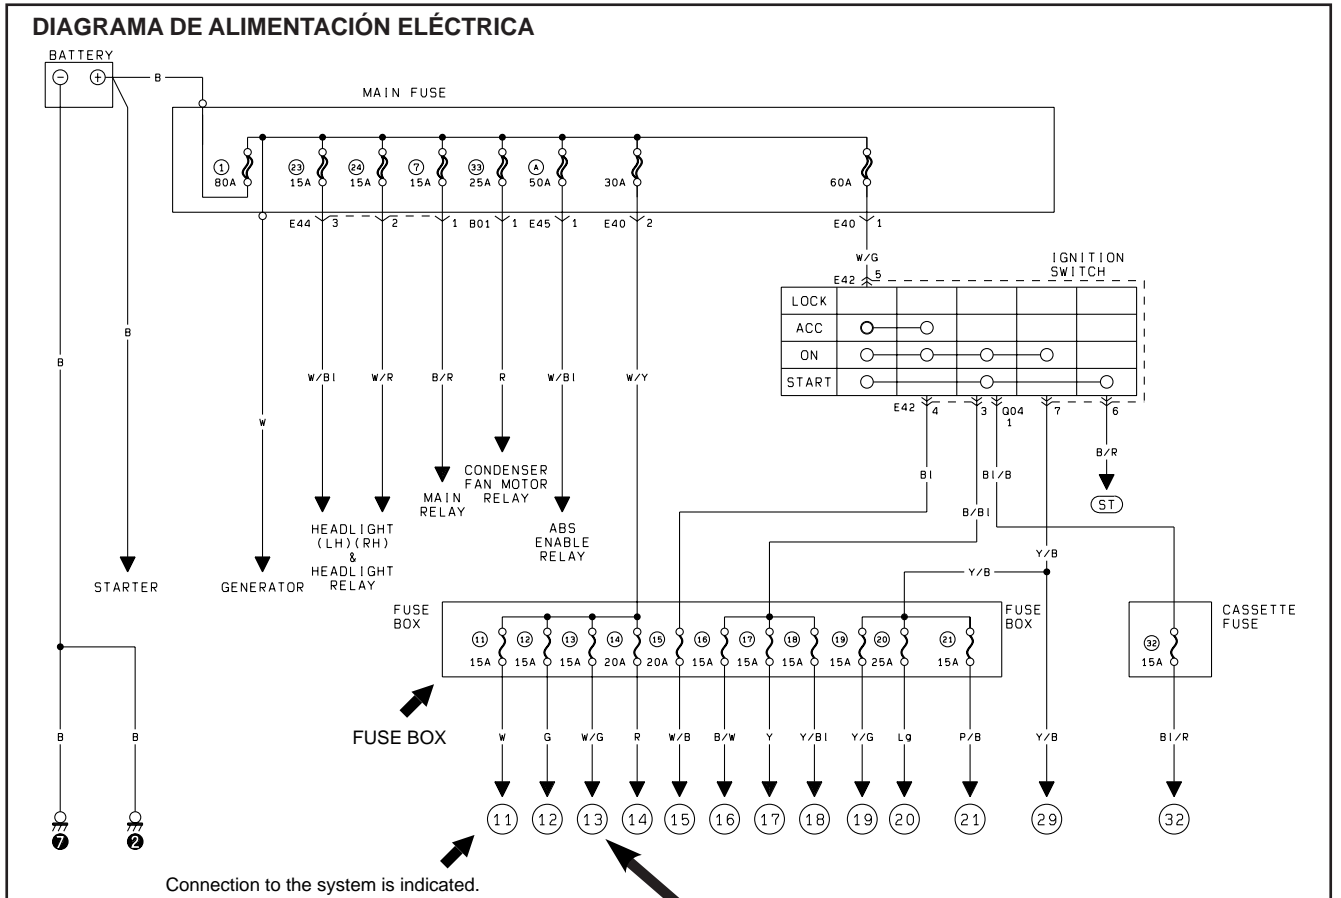 DIAGRAMA DE ALIMENTACIÓN ELÉCTRICA
BATTERY
− +
B
MAIN FUSE
1 23 24 7 33 A
80A 15A 15A 15A 25A 50A 30A 60A
E44 3 2 1 B01 1 E45 1 E40 2 E40 1
W/G
IGNITION
SWITCH
E42 5
LOCK
ACC
ON
START
B
B
W/Bl W/R B/R R W/Bl W/Y
W
E42 4 3 Q04 1 7 6
B/R
ST
Bl Bl/B
B/Bl
Y/B
Y/B
CONDENSER
FAN MOTOR
RELAY
MAIN
RELAY
HEADLIGHT
(LH)(RH)
&
HEADLIGHT
RELAY
ABS
ENABLE
RELAY
STARTER
GENERATOR
FUSE
BOX
FUSE
BOX
CASSETTE
FUSE
11 12 13 14 15 16 17 18 19 20 21 32
15A 15A 15A 20A 20A 15A 15A 15A 15A 25A 15A 15A
FUSE BOX
B B W G W/G R W/B B/W Y Y/Bl Y/G Lg P/B Y/B Bl/R
11 12 13 14 15 16 17 18 19 20 21 29 32
7 2
Connection to the system is indicated.